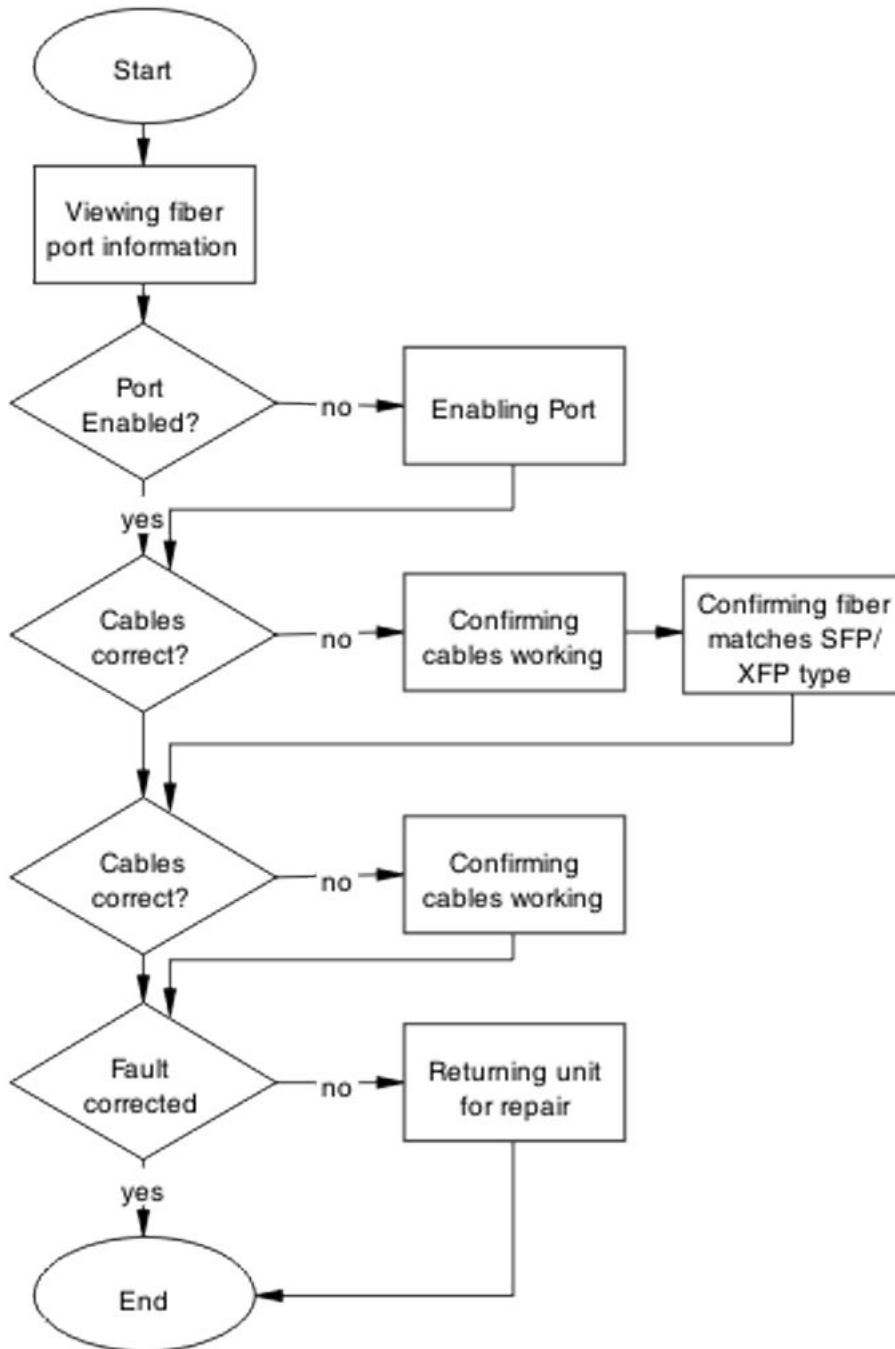 Start
Viewing fiber
port information
Port
Enabled?
no
Enabling Port
yes
Cables
correct?
no
Confirming
cables working
Confirming fiber
matches SFP/
XFP type
Cables
correct?
no
Confirming
cables working
Fault
corrected
no
Returning unit
for repair
yes
End